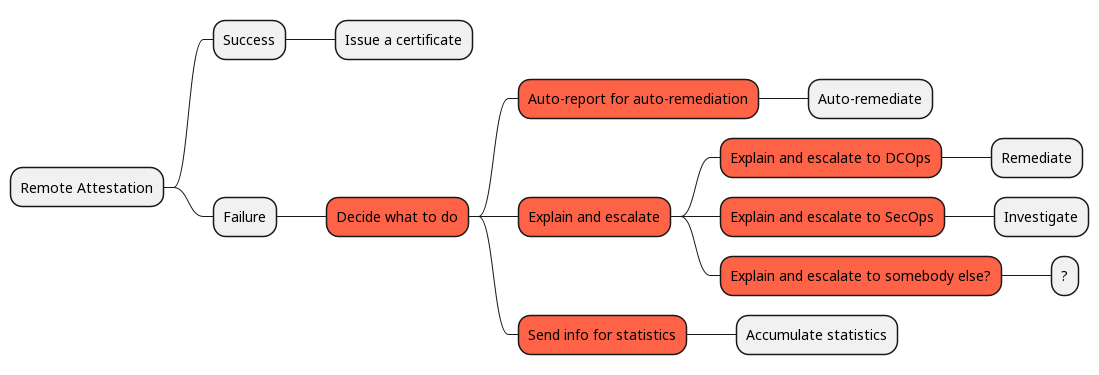 Remote Attestation
Success
Issue a certificate
Failure
Decide what to do
Auto-report for auto-remediation
Auto-remediate
Explain and escalate
Explain and escalate to DCOps
Remediate
Explain and escalate to SecOps
Investigate
Explain and escalate to somebody else?
?
Send info for statistics
Accumulate statistics